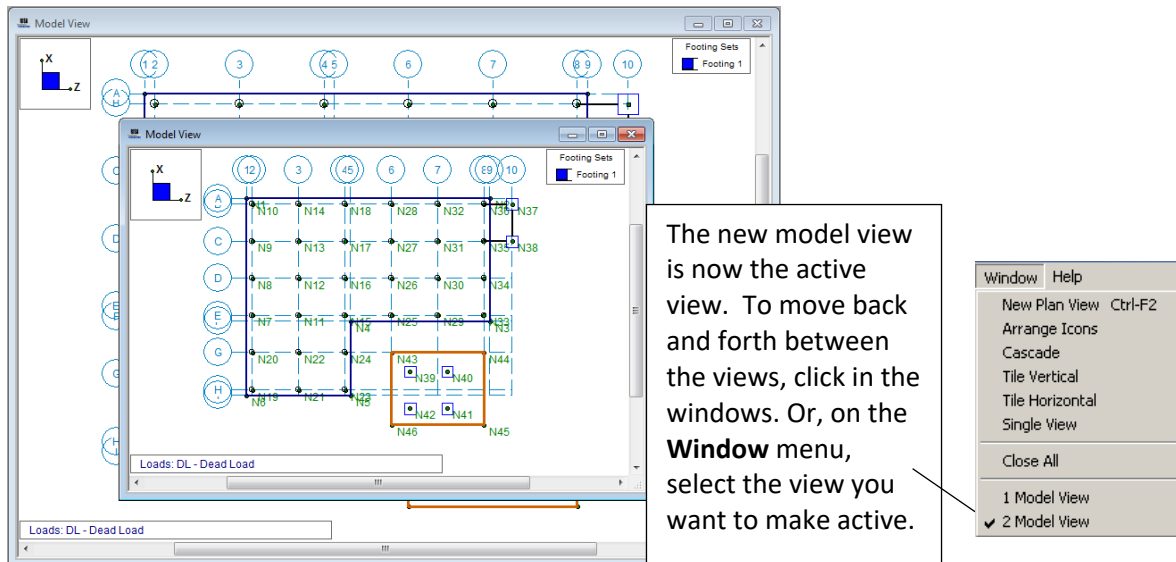 Model View
X
Z
1 2 3 4 5 6 7 8 9 10
Footing Sets
Footing 1
A
D
G
Model View
X
Z
12 3 45 6 7 89 10
Footing Sets
Footing 1
A
N1 N10 N14 N18 N28 N32 N36 N37
C N9 N13 N17 N27 N31 N35 N38
D N8 N12 N16 N26 N30 N34
E N7 N11 N15 N25 N29 N33
N4 N3
G N20 N22 N24 N43 N44
N39 N40
H N19 N21 N23
N6 N5
N42 N41
N46 N45
Loads: DL - Dead Load
Loads: DL - Dead Load
The new model view
is now the active
view. To move back
and forth between
the views, click in the
windows. Or, on the
Window menu,
select the view you
want to make active.
Window Help
New Plan View Ctrl-F2
Arrange Icons
Cascade
Tile Vertical
Tile Horizontal
Single View
Close All
1 Model View
✔ 2 Model View